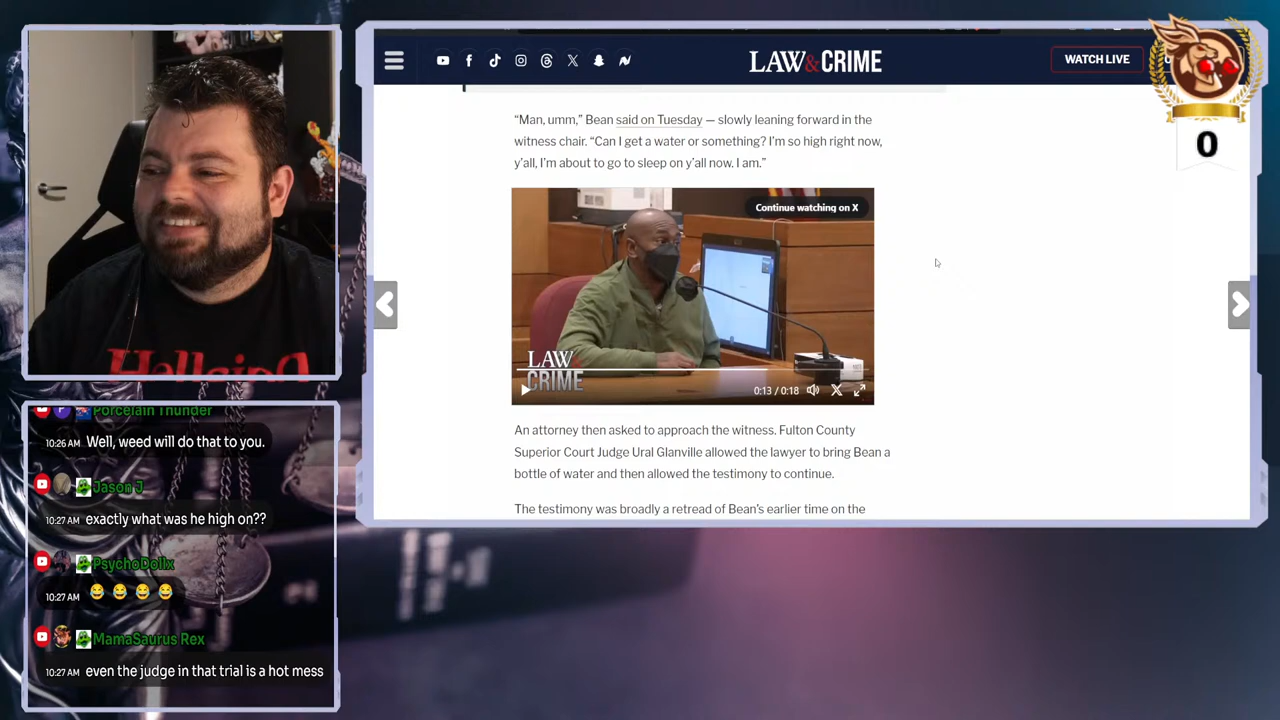 LAW&CRIME
WATCH LIVE
0
“Man, umm,” Bean said on Tuesday — slowly leaning forward in the
witness chair. “Can I get a water or something? I’m so high right now,
y’all, I’m about to go to sleep on y’all now. I am.”
Continue watching on X
LAW
CRIME
0:13 / 0:18
An attorney then asked to approach the witness. Fulton County
Superior Court Judge Ural Glanville allowed the lawyer to bring Bean a
bottle of water and then allowed the testimony to continue.
The testimony was broadly a retread of Bean’s earlier time on the
Hellsing
Porcelain Thunder
10:26 AM Well, weed will do that to you.
Jason J
10:27 AM exactly what was he high on??
PsychoDollx
10:27 AM 😂 😂 😂 😂
MamaSaurus Rex
10:27 AM even the judge in that trial is a hot mess